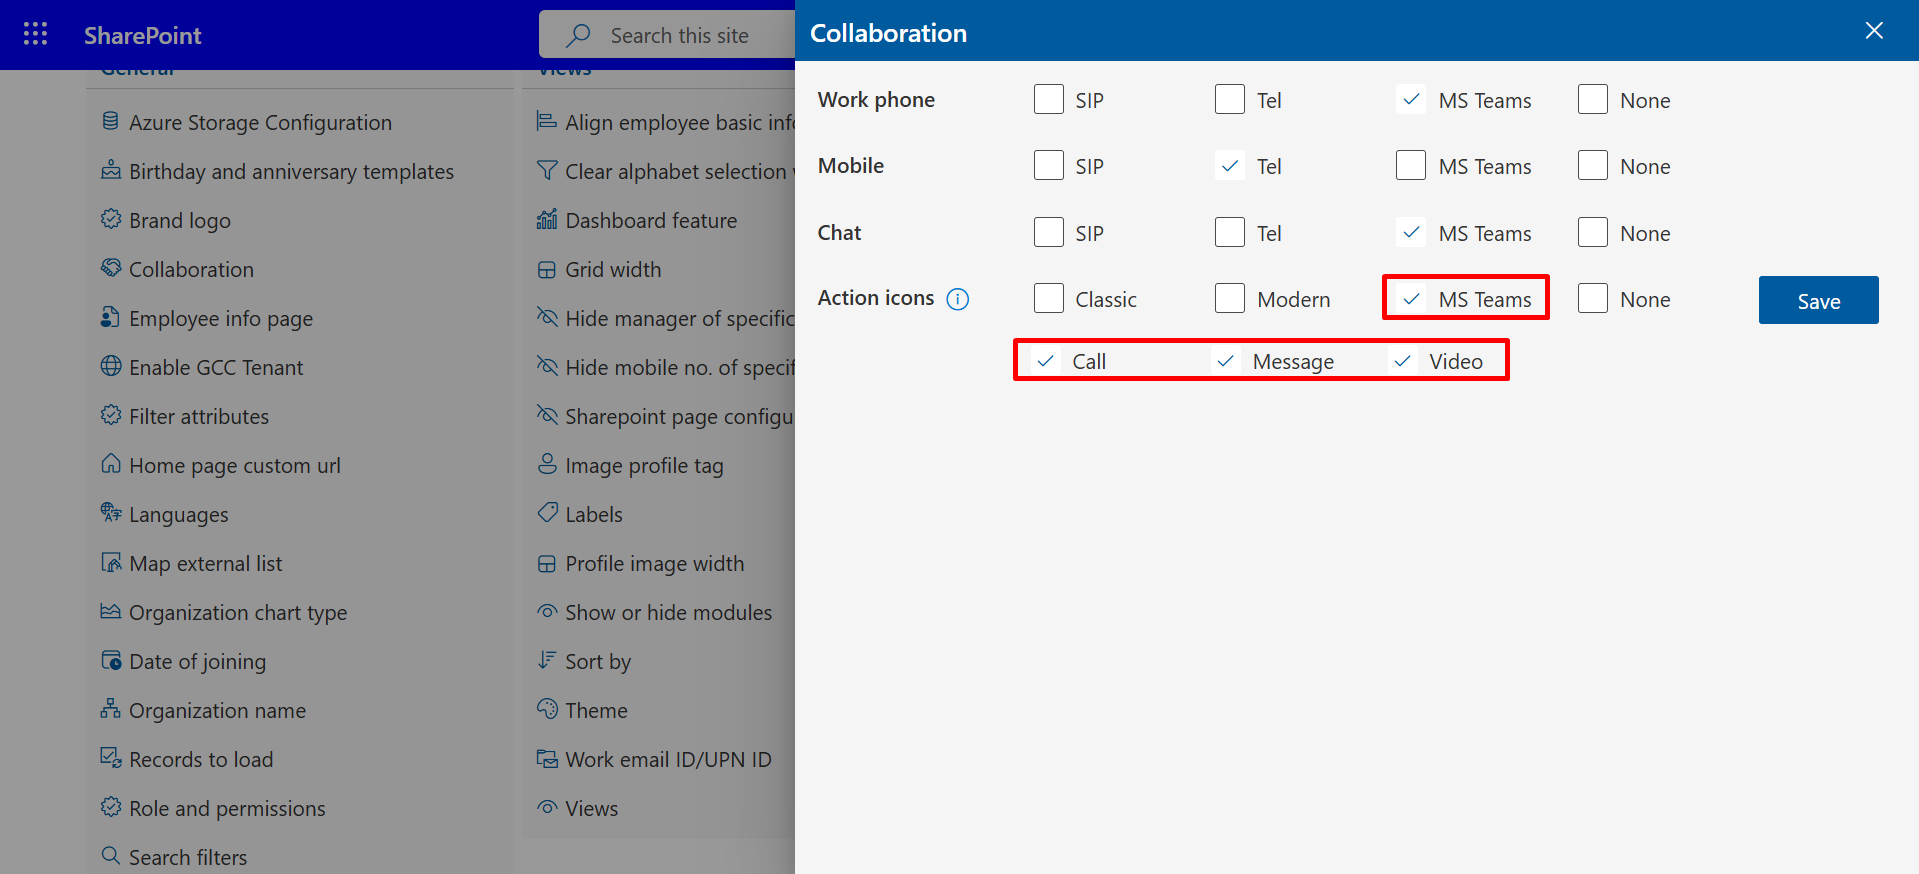 SharePoint
Search this site
General
Views
Azure Storage Configuration
Birthday and anniversary templates
Brand logo
Collaboration
Employee info page
Enable GCC Tenant
Filter attributes
Home page custom url
Languages
Map external list
Organization chart type
Date of joining
Organization name
Records to load
Role and permissions
Search filters
Align employee basic info
Clear alphabet selection
Dashboard feature
Grid width
Hide manager of specific
Hide mobile no. of specif
Sharepoint page configu
Image profile tag
Labels
Profile image width
Show or hide modules
Sort by
Theme
Work email ID/UPN ID
Views
Collaboration
Work phone SIP Tel MS Teams None
Mobile SIP Tel MS Teams None
Chat SIP Tel MS Teams None
Action icons Classic Modern MS Teams None Save
Call Message Video